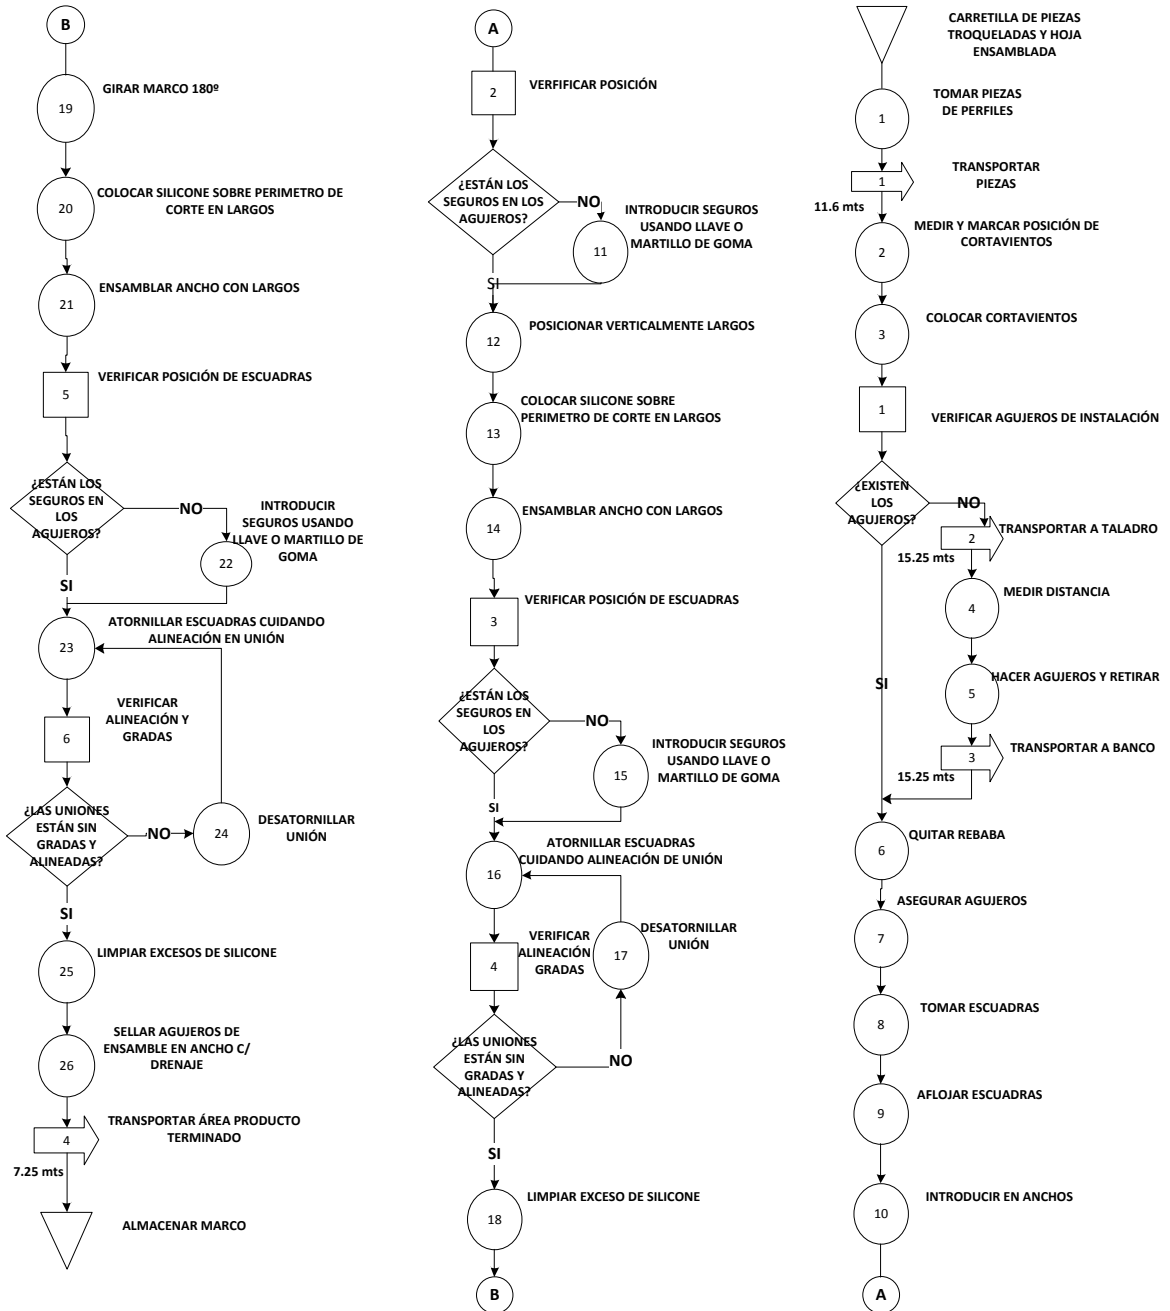 B
19
GIRAR MARCO 180º
20
COLOCAR SILICONE SOBRE PERIMETRO DE
CORTE EN LARGOS
21
ENSAMBLAR ANCHO CON LARGOS
5
VERIFICAR POSICIÓN DE ESCUADRAS
¿ESTÁN LOS
SEGUROS EN
LOS
AGUJEROS?
NO
INTRODUCIR
SEGUROS USANDO
LLAVE O MARTILLO DE
GOMA
22
SI
23
ATORNILLAR ESCUADRAS CUIDANDO
ALINEACIÓN EN UNIÓN
6
VERIFICAR
ALINEACIÓN Y
GRADAS
¿LAS UNIONES
ESTÁN SIN
GRADAS Y
ALINEADAS?
NO
24
DESATORNILLAR
UNIÓN
SI
25
LIMPIAR EXCESOS DE SILICONE
26
SELLAR AGUJEROS DE
ENSAMBLE EN ANCHO C/
DRENAJE
4
TRANSPORTAR ÁREA PRODUCTO
TERMINADO
7.25 mts
ALMACENAR MARCO
A
2
VERFIFICAR POSICIÓN
¿ESTÁN LOS
SEGUROS EN LOS
AGUJEROS?
NO
INTRODUCIR SEGUROS
USANDO LLAVE O
MARTILLO DE GOMA
11
SI
12
POSICIONAR VERTICALMENTE LARGOS
13
COLOCAR SILICONE SOBRE
PERIMETRO DE CORTE EN LARGOS
14
ENSAMBLAR ANCHO CON LARGOS
3
VERIFICAR POSICIÓN DE ESCUADRAS
¿ESTÁN LOS
SEGUROS EN
LOS
AGUJEROS?
NO
INTRODUCIR SEGUROS
USANDO LLAVE O
MARTILLO DE GOMA
15
SI
16
ATORNILLAR ESCUADRAS
CUIDANDO ALINEACIÓN DE UNIÓN
4
VERIFICAR
ALINEACIÓN
GRADAS
17
DESATORNILLAR
UNIÓN
¿LAS UNIONES
ESTÁN SIN
GRADAS Y
ALINEADAS?
NO
SI
18
LIMPIAR EXCESO DE SILICONE
B
CARRETILLA DE PIEZAS
TROQUELADAS Y HOJA
ENSAMBLADA
1
TOMAR PIEZAS
DE PERFILES
1
TRANSPORTAR
PIEZAS
11.6 mts
2
MEDIR Y MARCAR POSICIÓN DE
CORTAVIENTOS
3
COLOCAR CORTAVIENTOS
1
VERIFICAR AGUJEROS DE INSTALACIÓN
¿EXISTEN
LOS
AGUJEROS?
NO
2
TRANSPORTAR A TALADRO
15.25 mts
4
MEDIR DISTANCIA
5
HACER AGUJEROS Y RETIRAR
SI
3
TRANSPORTAR A BANCO
15.25 mts
6
QUITAR REBABA
7
ASEGURAR AGUJEROS
8
TOMAR ESCUADRAS
9
AFLOJAR ESCUADRAS
10
INTRODUCIR EN ANCHOS
A